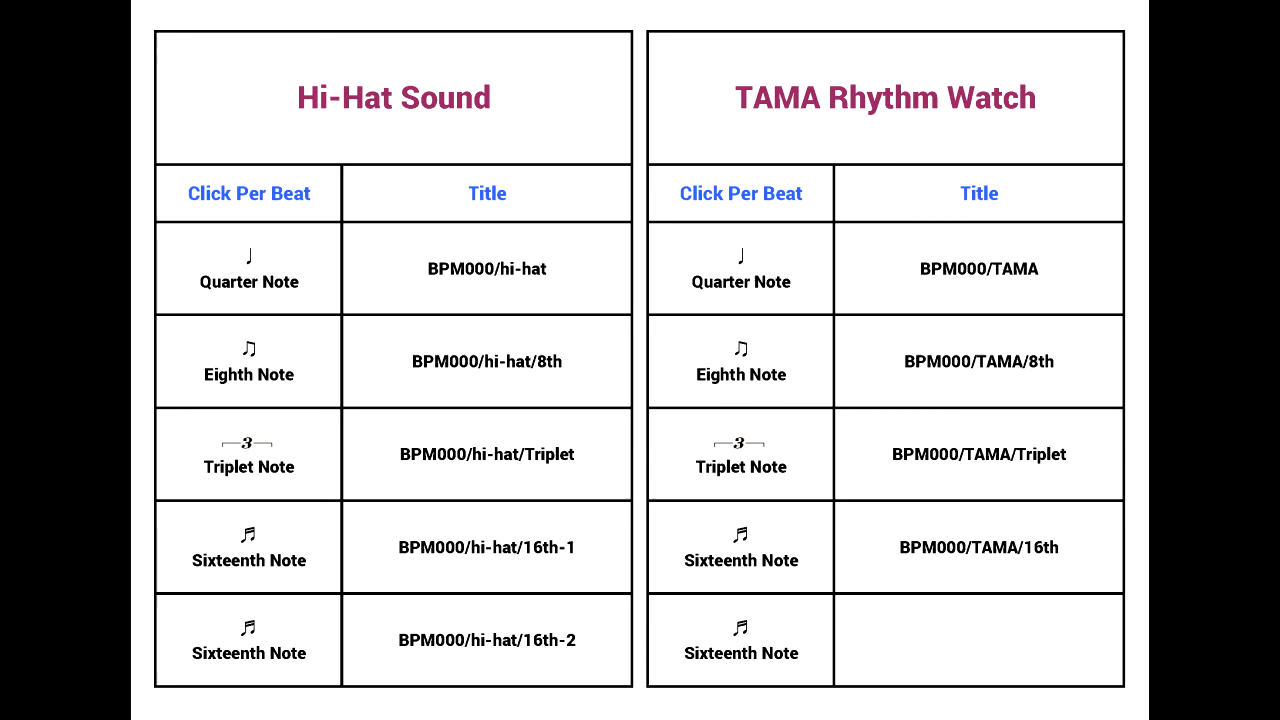 Hi-Hat Sound
Click Per Beat
Title
♩
Quarter Note
BPM000/hi-hat
♫
Eighth Note
BPM000/hi-hat/8th
3
Triplet Note
BPM000/hi-hat/Triplet
♬
Sixteenth Note
BPM000/hi-hat/16th-1
♬
Sixteenth Note
BPM000/hi-hat/16th-2
TAMA Rhythm Watch
Click Per Beat
Title
♩
Quarter Note
BPM000/TAMA
♫
Eighth Note
BPM000/TAMA/8th
3
Triplet Note
BPM000/TAMA/Triplet
♬
Sixteenth Note
BPM000/TAMA/16th
♬
Sixteenth Note